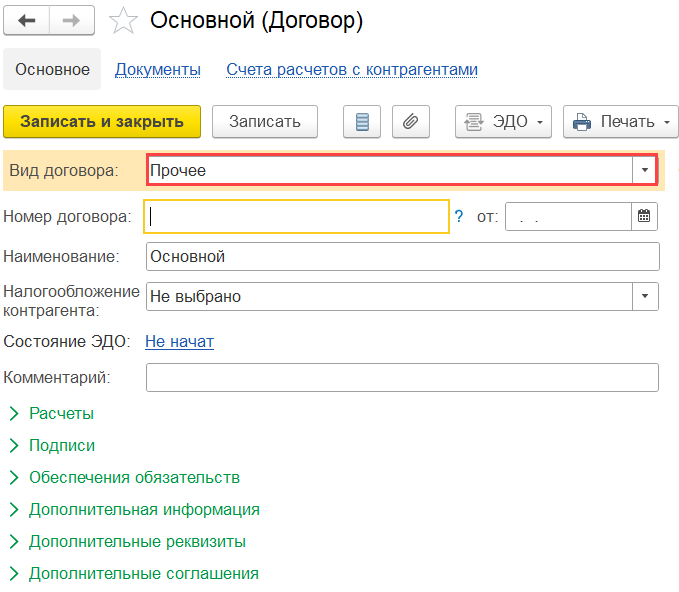 Основной (Договор)
Основное Документы Счета расчетов с контрагентами
Записать и закрыть Записать ЭДО Печать
Вид договора: Прочее
Номер договора: ? от: . .
Наименование: Основной
Налогообложение Не выбрано
контрагента:
Состояние ЭДО: Не начат
Комментарий:
Расчеты
Подписи
Обеспечения обязательств
Дополнительная информация
Дополнительные реквизиты
Дополнительные соглашения